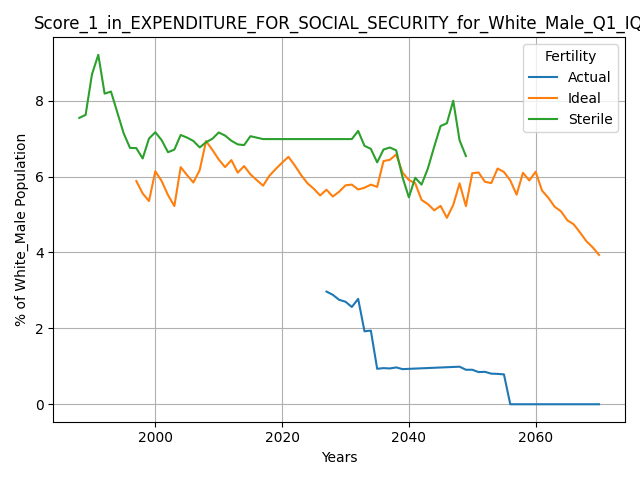 Score_1_in_EXPENDITURE_FOR_SOCIAL_SECURITY_for_White_Male_Q1_IQ
Fertility
Actual
Ideal
Sterile
% of White_Male Population
8
6
4
2
0
2000 2020 2040 2060
Years